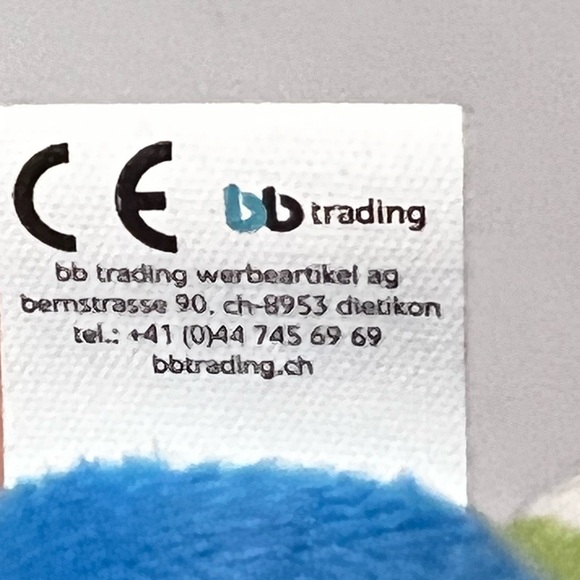 CE bb trading
bb trading werbeartikel ag
bernstrasse 90, ch-8953 dietikon
tel.: +41 (0)44 745 69 69
bbtrading.ch